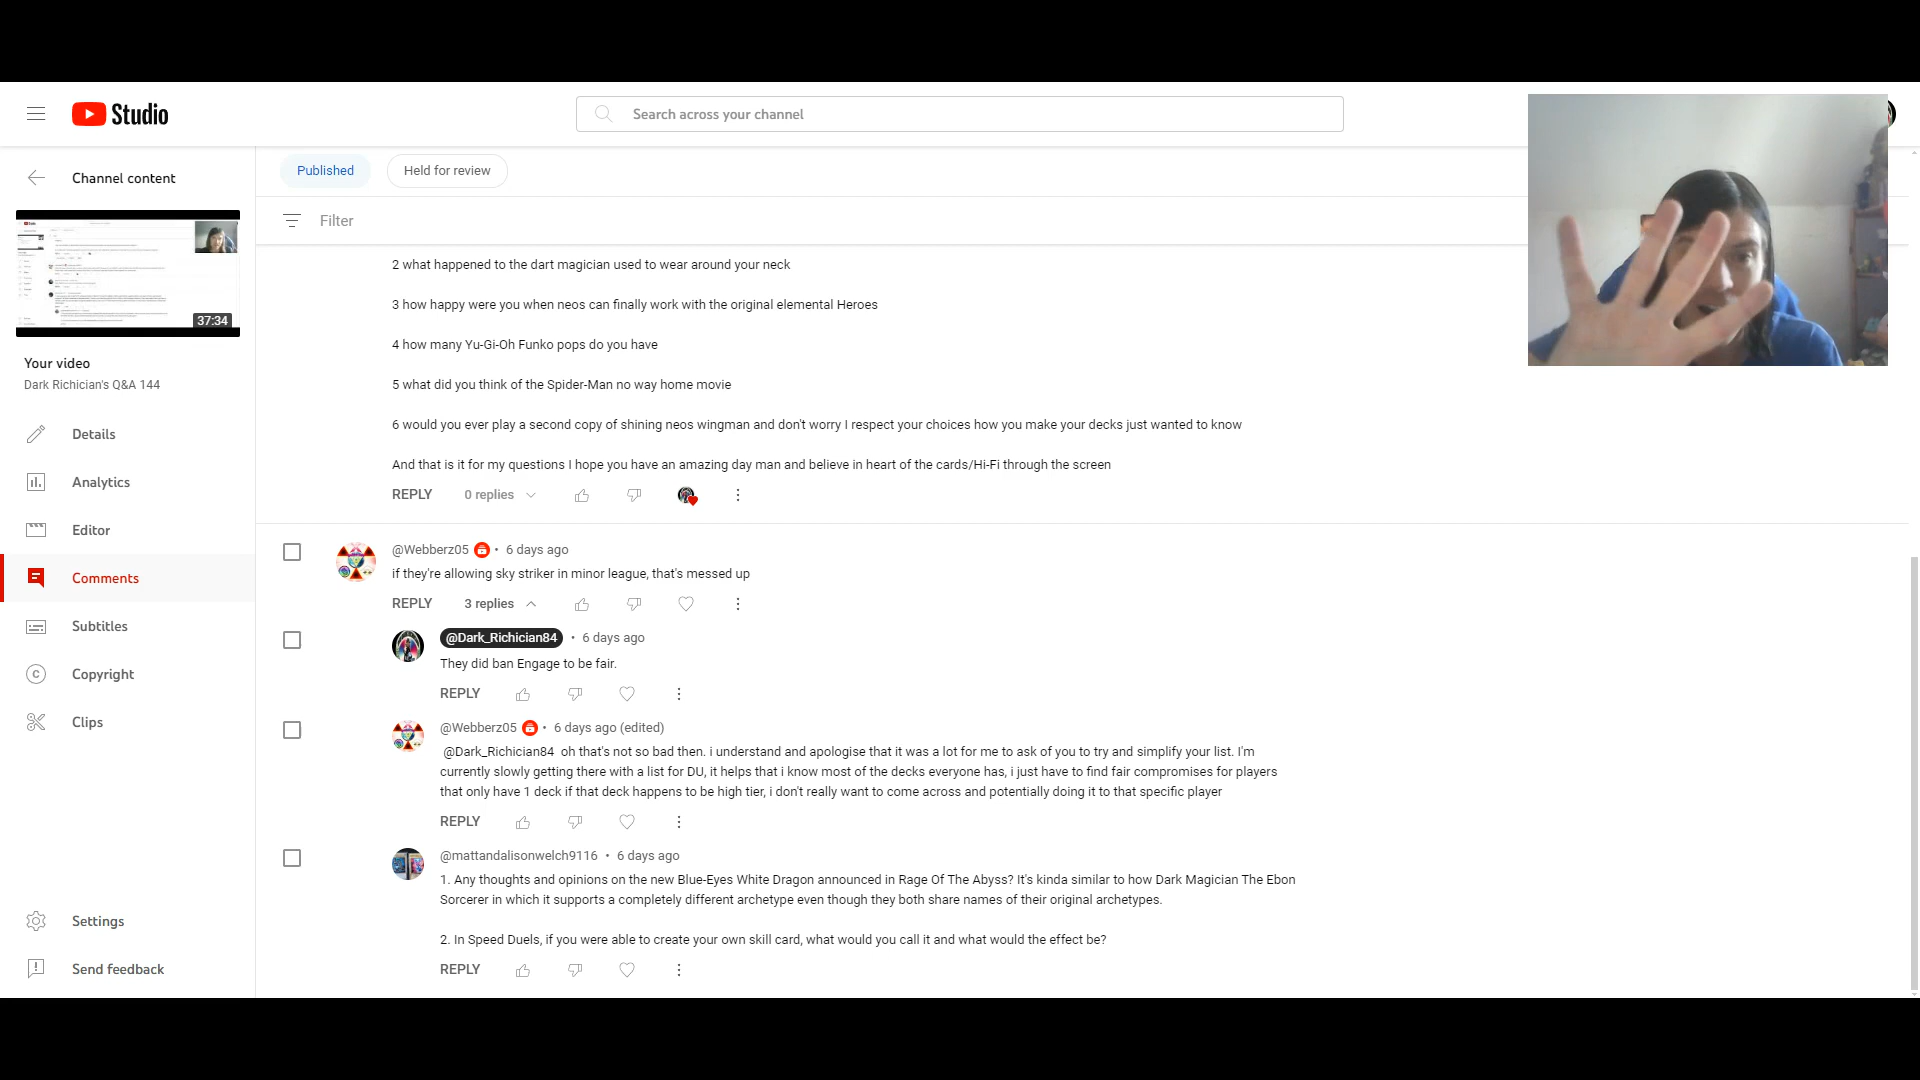 Studio
Search across your channel
Channel content
37:34
Your video
Dark Richician's Q&A 144
Details
Analytics
Editor
Comments
Subtitles
Copyright
Clips
Settings
Send feedback
Published
Held for review
Filter
2 what happened to the dart magician used to wear around your neck
3 how happy were you when neos can finally work with the original elemental Heroes
4 how many Yu-Gi-Oh Funko pops do you have
5 what did you think of the Spider-Man no way home movie
6 would you ever play a second copy of shining neos wingman and don't worry I respect your choices how you make your decks just wanted to know
And that is it for my questions I hope you have an amazing day man and believe in heart of the cards/Hi-Fi through the screen
REPLY 0 replies
@Webberz05 • 6 days ago
if they're allowing sky striker in minor league, that's messed up
REPLY 3 replies
@Dark_Richician84 • 6 days ago
They did ban Engage to be fair.
REPLY
@Webberz05 • 6 days ago (edited)
@Dark_Richician84 oh that's not so bad then. i understand and apologise that it was a lot for me to ask of you to try and simplify your list. I'm
currently slowly getting there with a list for DU, it helps that i know most of the decks everyone has, i just have to find fair compromises for players
that only have 1 deck if that deck happens to be high tier, i don't really want to come across and potentially doing it to that specific player
REPLY
@mattandalisonwelch9116 • 6 days ago
1. Any thoughts and opinions on the new Blue-Eyes White Dragon announced in Rage Of The Abyss? It's kinda similar to how Dark Magician The Ebon
Sorcerer in which it supports a completely different archetype even though they both share names of their original archetypes.
2. In Speed Duels, if you were able to create your own skill card, what would you call it and what would the effect be?
REPLY